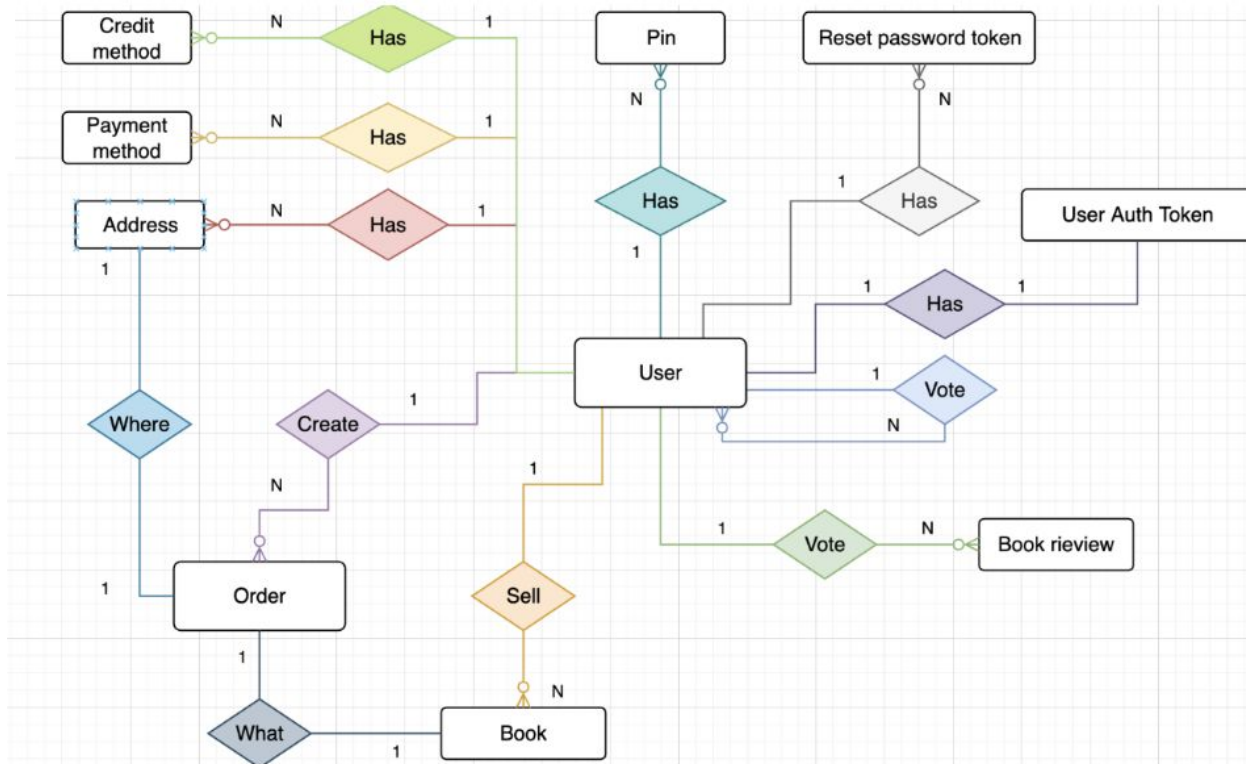 Credit
method
N
Has
1
Pin
Reset password token
N
N
Payment
method
N
Has
1
1
Has
Has
User Auth Token
Address
N
Has
1
1
1
1
Has
1
User
1
Vote
N
Where
Create
1
N
1
1
Vote
N
Book rieview
1
Order
Sell
1
N
What
1
Book